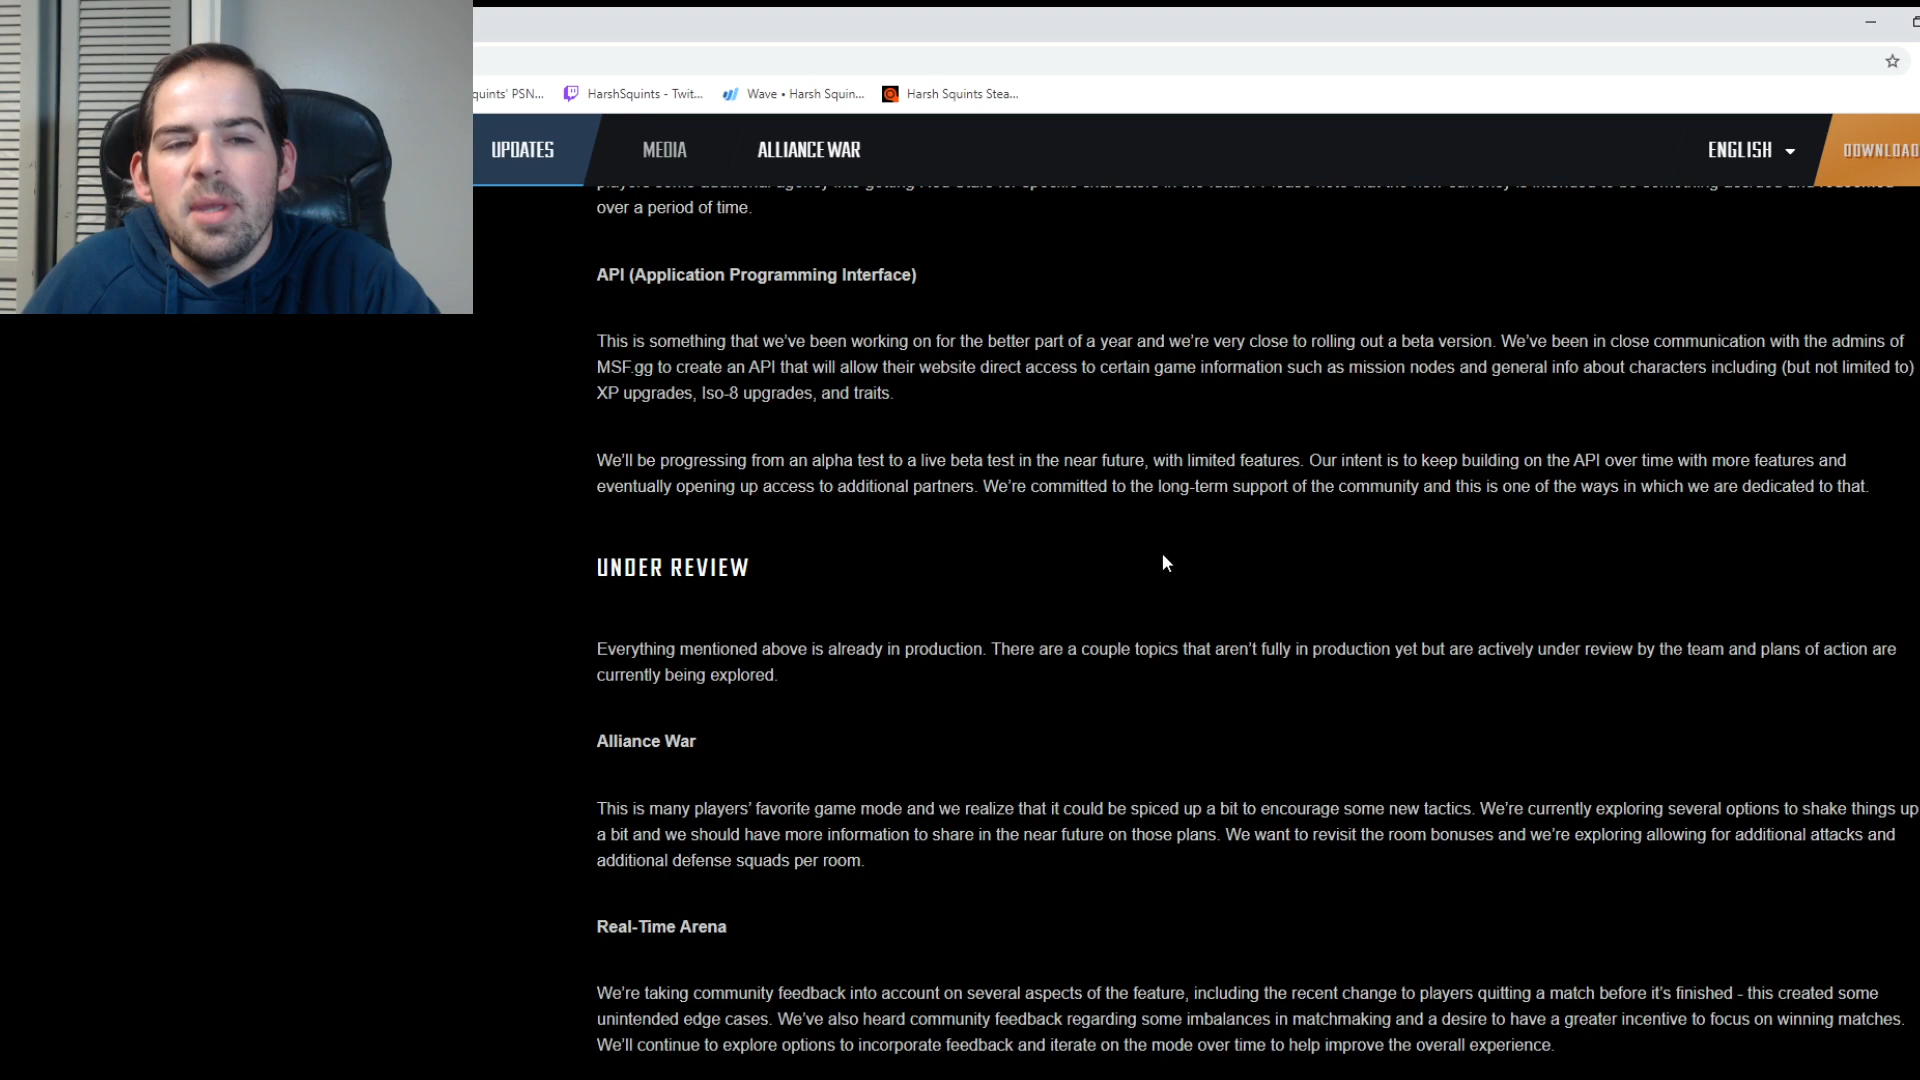 quints' PSN... HarshSquints - Twit... Wave • Harsh Squin... Harsh Squints Stea...
UPDATES MEDIA ALLIANCE WAR ENGLISH DOWNLOAD
over a period of time.
API (Application Programming Interface)
This is something that we've been working on for the better part of a year and we're very close to rolling out a beta version. We've been in close communication with the admins of
MSF.gg to create an API that will allow their website direct access to certain game information such as mission nodes and general info about characters including (but not limited to)
XP upgrades, Iso-8 upgrades, and traits.
We'll be progressing from an alpha test to a live beta test in the near future, with limited features. Our intent is to keep building on the API over time with more features and
eventually opening up access to additional partners. We're committed to the long-term support of the community and this is one of the ways in which we are dedicated to that.
UNDER REVIEW
Everything mentioned above is already in production. There are a couple topics that aren't fully in production yet but are actively under review by the team and plans of action are
currently being explored.
Alliance War
This is many players' favorite game mode and we realize that it could be spiced up a bit to encourage some new tactics. We're currently exploring several options to shake things up
a bit and we should have more information to share in the near future on those plans. We want to revisit the room bonuses and we're exploring allowing for additional attacks and
additional defense squads per room.
Real-Time Arena
We're taking community feedback into account on several aspects of the feature, including the recent change to players quitting a match before it's finished - this created some
unintended edge cases. We've also heard community feedback regarding some imbalances in matchmaking and a desire to have a greater incentive to focus on winning matches.
We'll continue to explore options to incorporate feedback and iterate on the mode over time to help improve the overall experience.